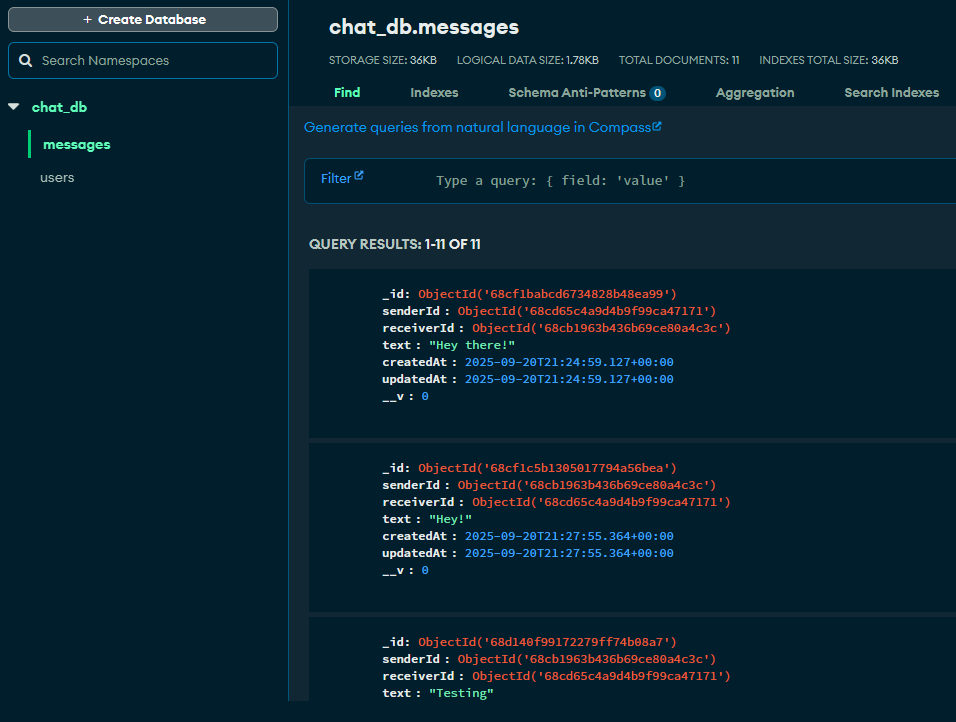 + Create Database
Search Namespaces
chat_db
messages
users
chat_db.messages
STORAGE SIZE: 36KB LOGICAL DATA SIZE: 1.78KB TOTAL DOCUMENTS: 11 INDEXES TOTAL SIZE: 36KB
Find Indexes Schema Anti-Patterns 0 Aggregation Search Indexes
Generate queries from natural language in Compass
Filter Type a query: { field: 'value' }
QUERY RESULTS: 1-11 OF 11
_id: ObjectId('68cf1babcd6734828b48ea99')
senderId : ObjectId('68cd65c4a9d4b9f99ca47171')
receiverId : ObjectId('68cb1963b436b69ce80a4c3c')
text : "Hey there!"
createdAt : 2025-09-20T21:24:59.127+00:00
updatedAt : 2025-09-20T21:24:59.127+00:00
__v : 0
_id: ObjectId('68cf1c5b1305017794a56bea')
senderId : ObjectId('68cb1963b436b69ce80a4c3c')
receiverId : ObjectId('68cd65c4a9d4b9f99ca47171')
text : "Hey!"
createdAt : 2025-09-20T21:27:55.364+00:00
updatedAt : 2025-09-20T21:27:55.364+00:00
__v : 0
_id: ObjectId('68d140f99172279ff74b08a7')
senderId : ObjectId('68cb1963b436b69ce80a4c3c')
receiverId : ObjectId('68cd65c4a9d4b9f99ca47171')
text : "Testing"